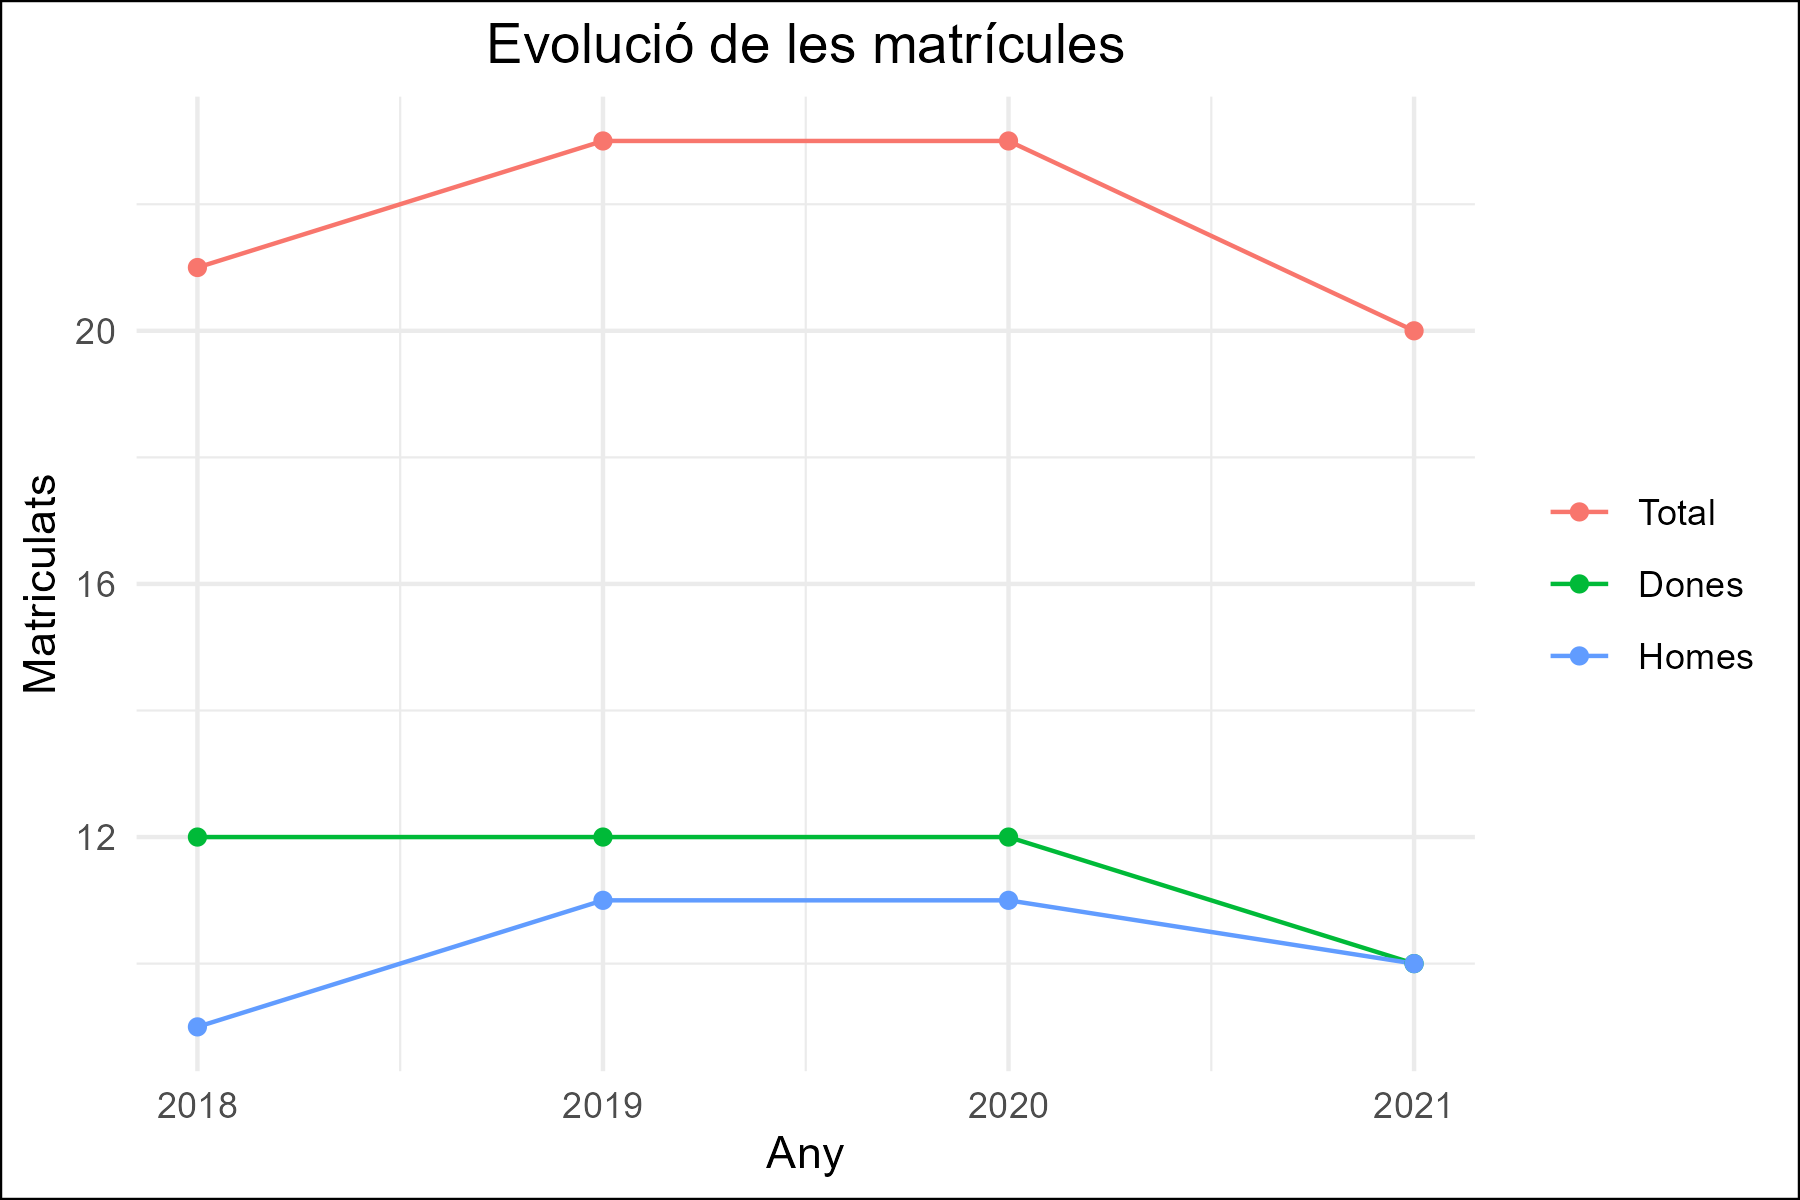 Evolució de les matrícules
Matriculats
20
16
12
2018
2019
2020
2021
Any
Total
Dones
Homes